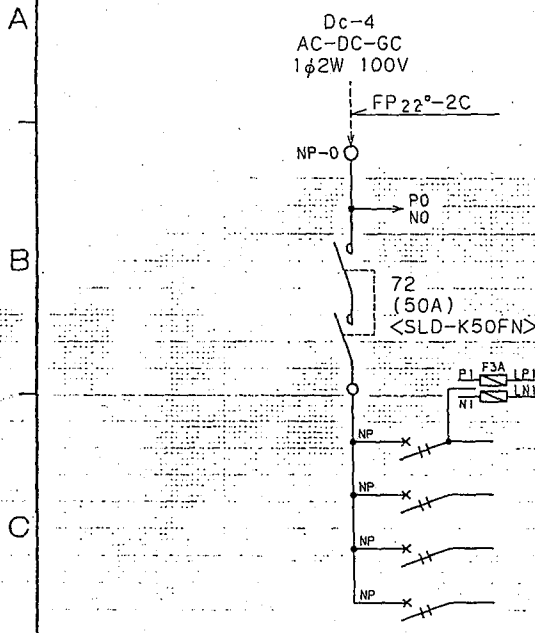 A
Dc-4
AC-DC-GC
1φ2W 100V
FP22°-2C
NP-0
P0
N0
B
72
(50A)
<SLD-K50FN>
P1 F3A LP1
N1 LN1
NP
NP
C
NP
NP